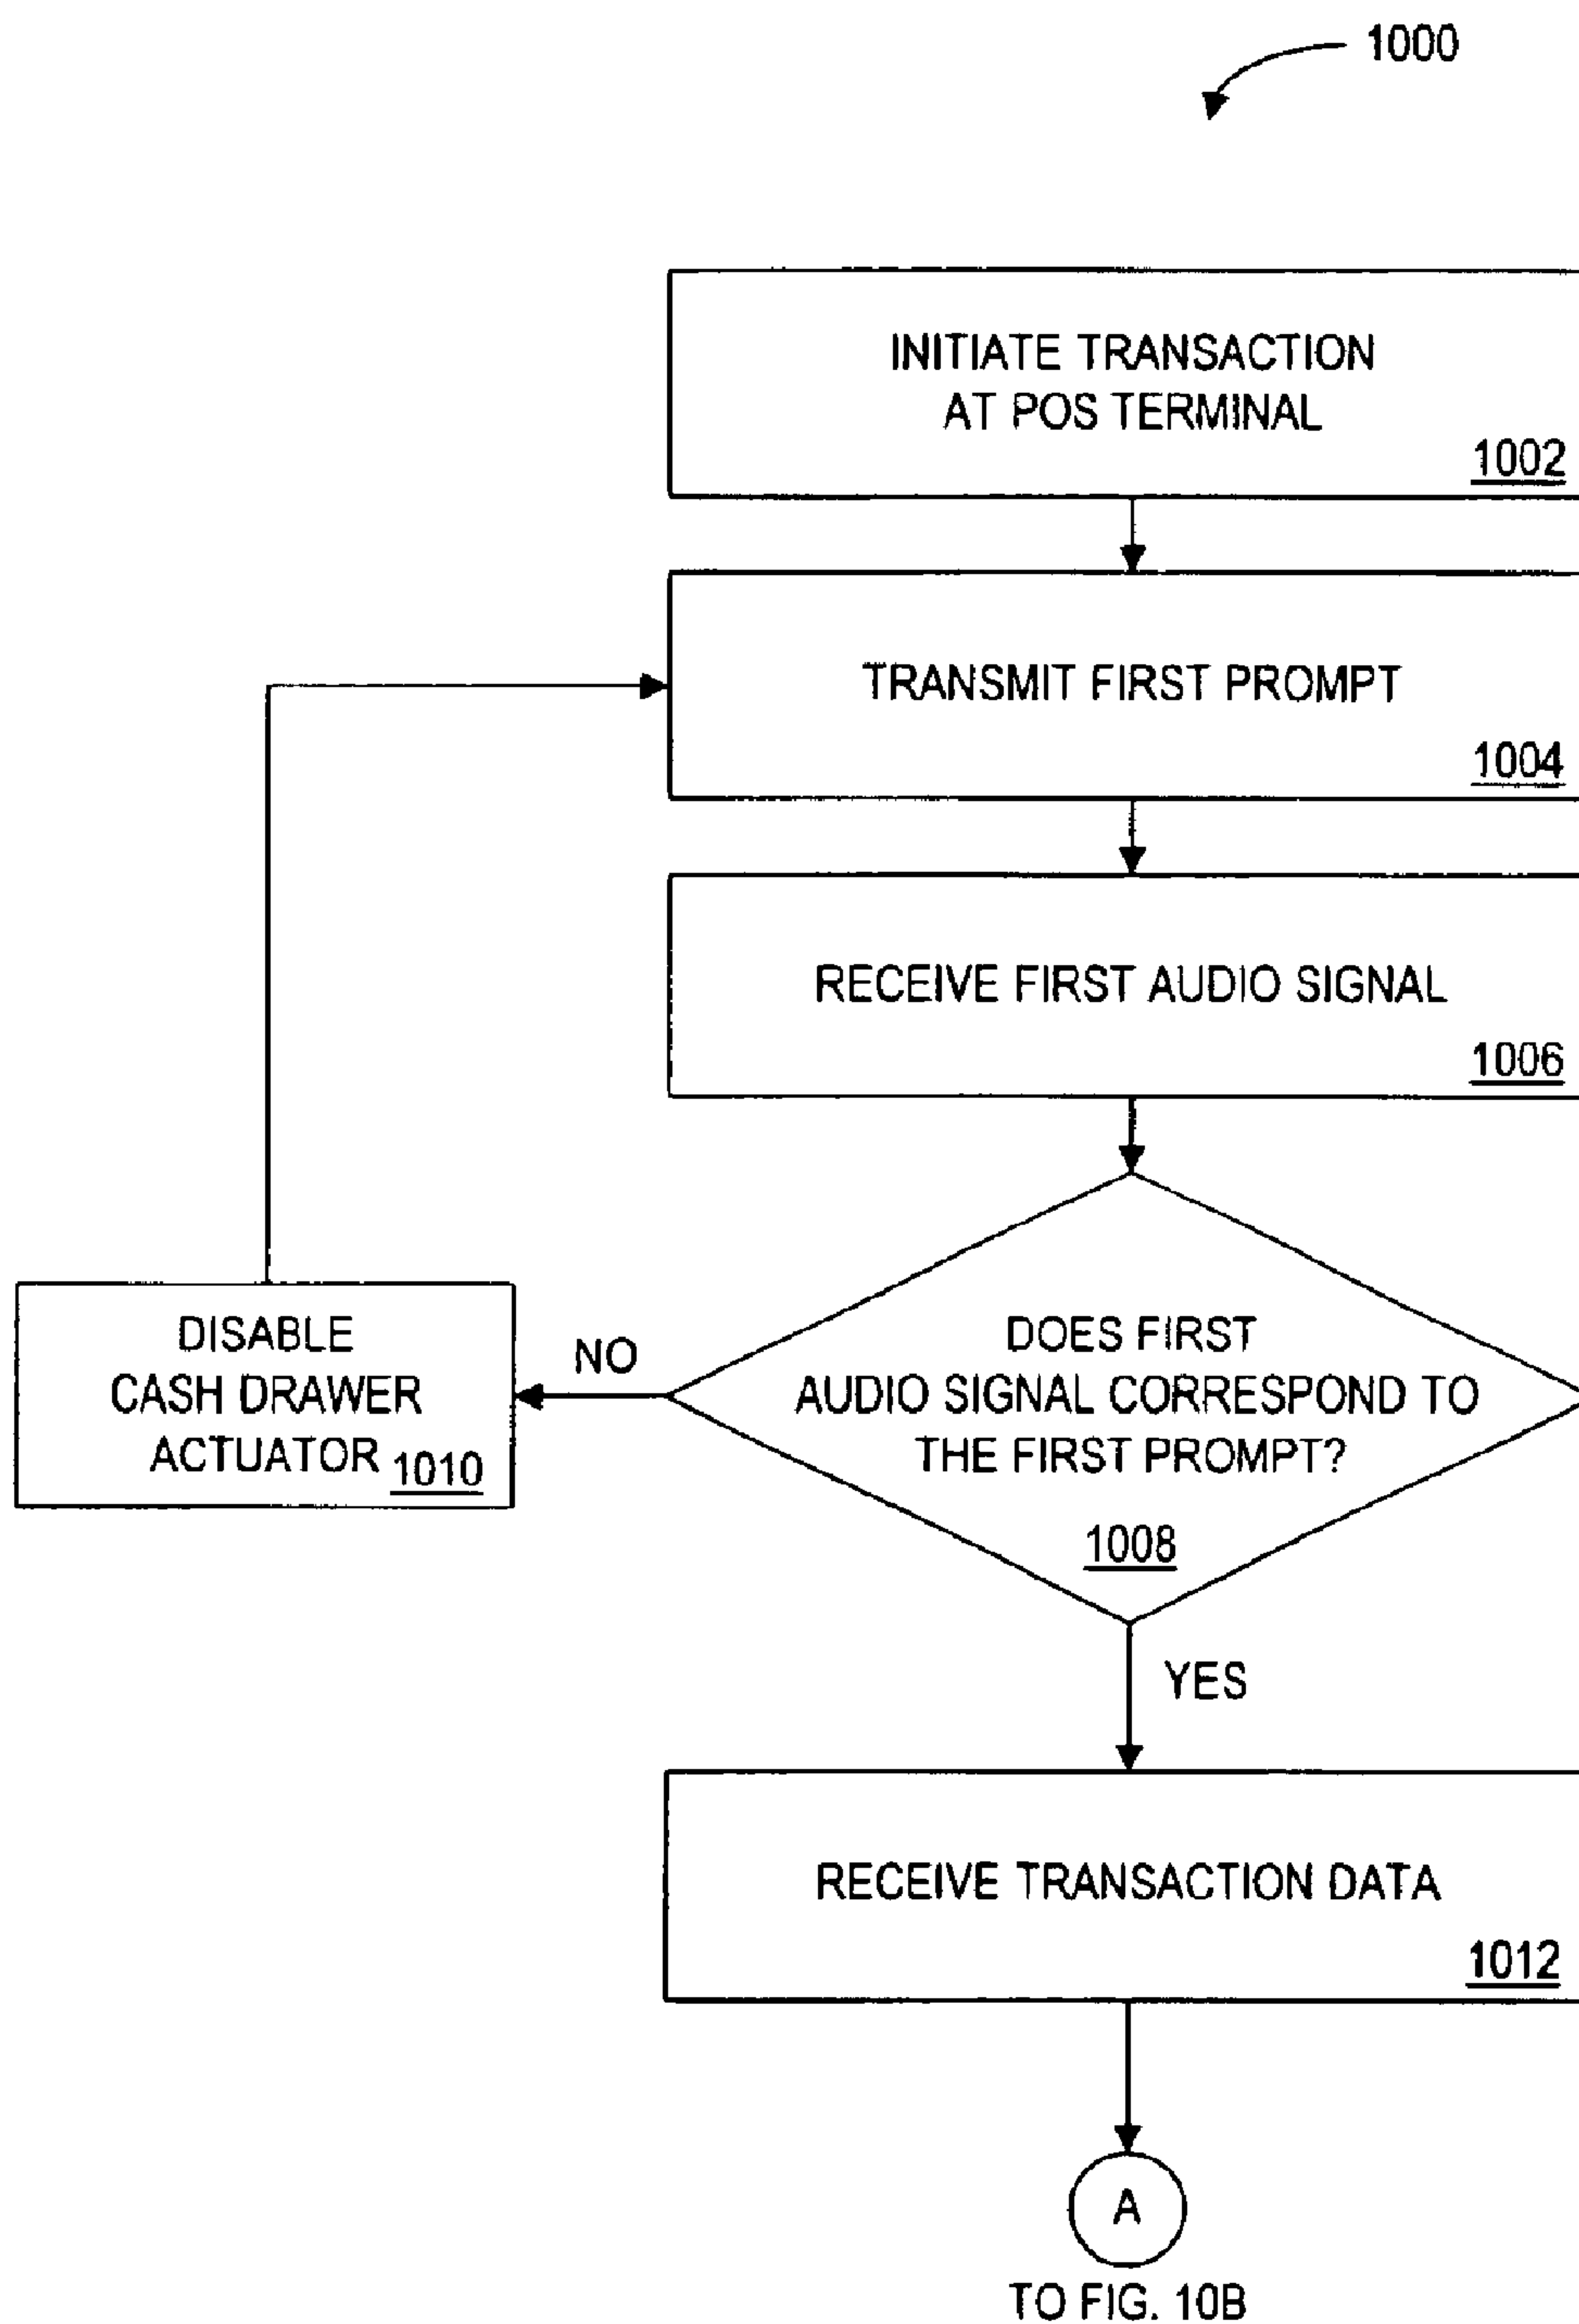 1000
INITIATE TRANSACTION
AT POS TERMINAL
1002
TRANSMIT FIRST PROMPT
1004
RECEIVE FIRST AUDIO SIGNAL
1006
DOES FIRST
AUDIO SIGNAL CORRESPOND TO
THE FIRST PROMPT?
1008
NO
DISABLE
CASH DRAWER
ACTUATOR 1010
YES
RECEIVE TRANSACTION DATA
1012
A
TO FIG. 10B